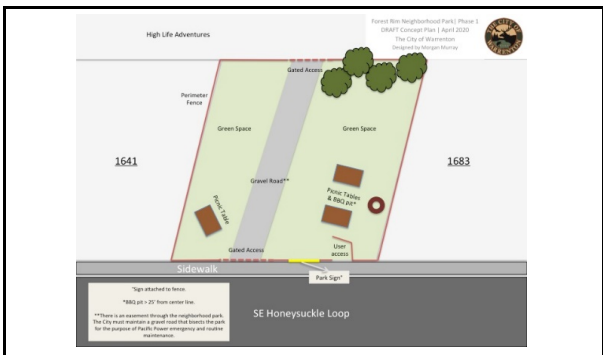 Forest Rim Neighborhood Park| Phase 1
DRAFT Concept Plan | April 2020
The City of Warrenton
Designed by Morgan Murray
THE CITY OF
WARRENTON
High Life Adventures
Gated Access
Perimeter
Fence
Green Space
Green Space
1641
1683
Gravel Road**
Picnic Tables
& BBQ pit*
Picnic Table
Gated Access
User
access
Sidewalk
Park Sign"
"Sign attached to fence.
*BBQ pit > 25' from center line.
**There is an easement through the neighborhood park.
The City must maintain a gravel road that bisects the park
for the purpose of Pacific Power emergency and routine
maintenance.
SE Honeysuckle Loop